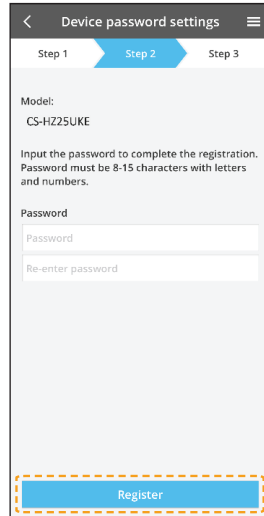 Device password settings
Step 1 Step 2 Step 3
Model:
CS-HZ25UKE
Input the password to complete the registration.
Password must be 8-15 characters with letters
and numbers.
Password
Password
Re-enter password
Register